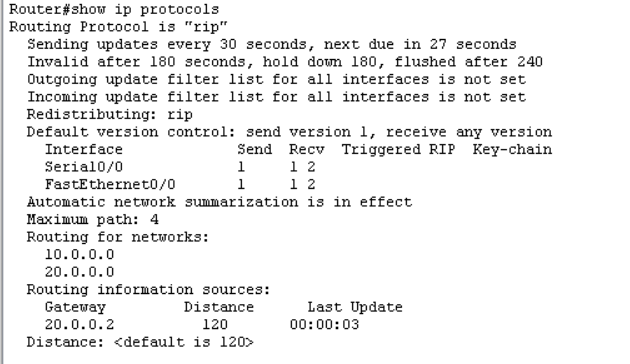 Router#show ip protocols
Routing Protocol is "rip"
Sending updates every 30 seconds, next due in 27 seconds
Invalid after 180 seconds, hold down 180, flushed after 240
Outgoing update filter list for all interfaces is not set
Incoming update filter list for all interfaces is not set
Redistributing: rip
Default version control: send version 1, receive any version
Interface Send Recv Triggered RIP Key-chain
Serial0/0 1 1 2
FastEthernet0/0 1 1 2
Automatic network summarization is in effect
Maximum path: 4
Routing for networks:
10.0.0.0
20.0.0.0
Routing information sources:
Gateway Distance Last Update
20.0.0.2 120 00:00:03
Distance: <default is 120>